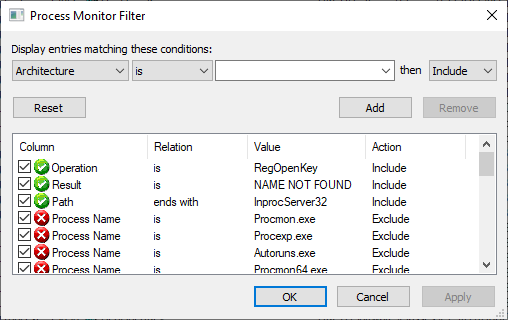 Process Monitor Filter
Display entries matching these conditions:
Architecture is then Include
Reset Add Remove
Column Relation Value Action
Operation is RegOpenKey Include
Result is NAME NOT FOUND Include
Path ends with InprocServer32 Include
Process Name is Procmon.exe Exclude
Process Name is Procexp.exe Exclude
Process Name is Autoruns.exe Exclude
Process Name is Procmon64.exe Exclude
OK Cancel Apply